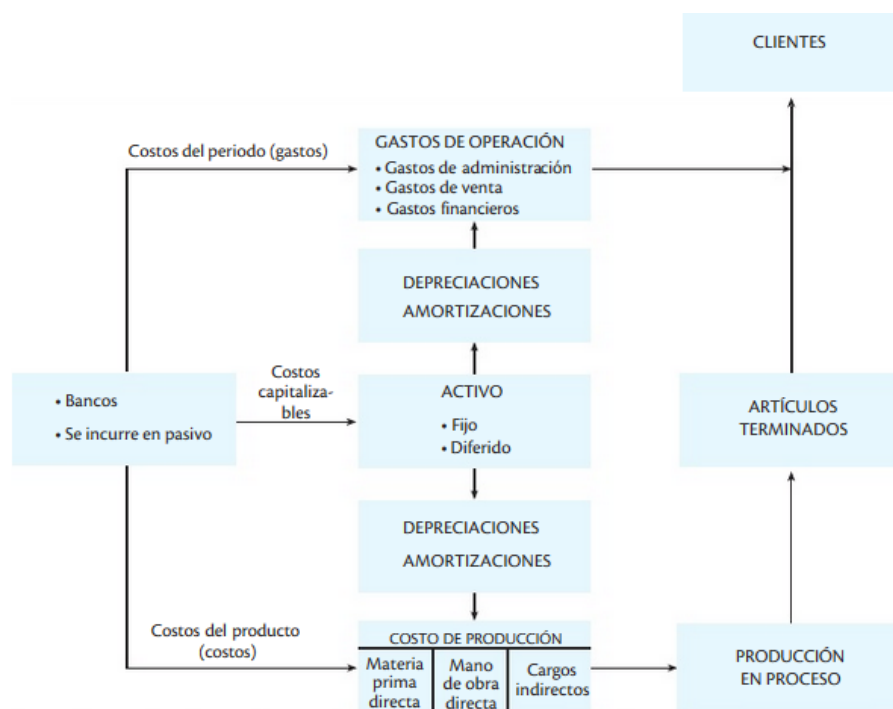 CLIENTES
Costos del periodo (gastos)
GASTOS DE OPERACIÓN
• Gastos de administración
• Gastos de venta
• Gastos financieros
DEPRECIACIONES
AMORTIZACIONES
• Bancos
• Se incurre en pasivo
Costos
capitaliza-
bles
ACTIVO
• Fijo
• Diferido
ARTÍCULOS
TERMINADOS
DEPRECIACIONES
AMORTIZACIONES
Costos del producto
(costos)
COSTO DE PRODUCCIÓN
Materia
prima
directa
Mano
de obra
directa
Cargos
indirectos
PRODUCCIÓN
EN PROCESO